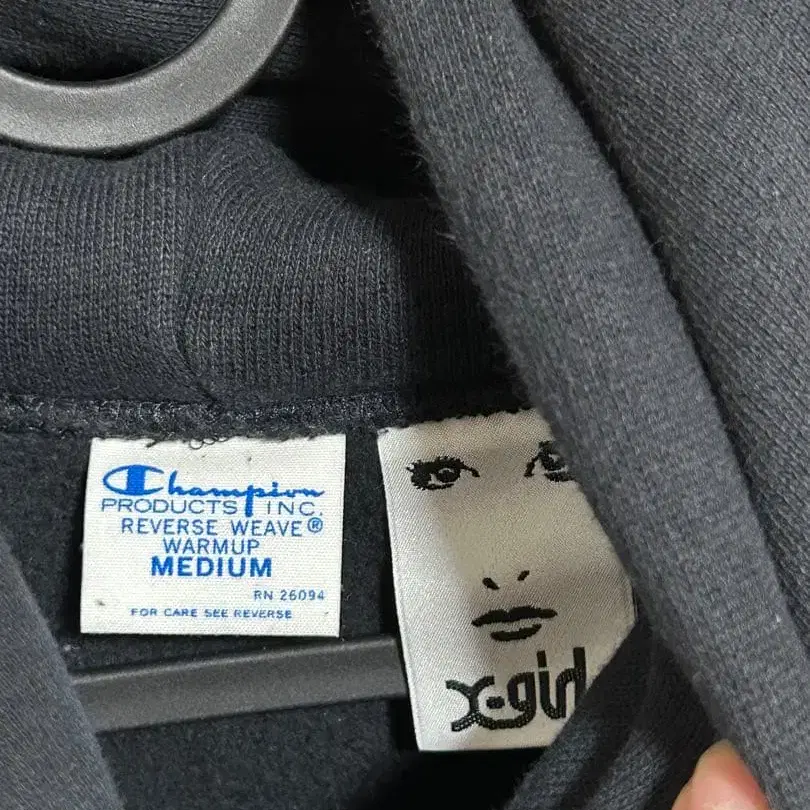 Champion
PRODUCTS INC.
REVERSE WEAVE®
WARMUP
MEDIUM
RN 26094
FOR CARE SEE REVERSE
X-girl